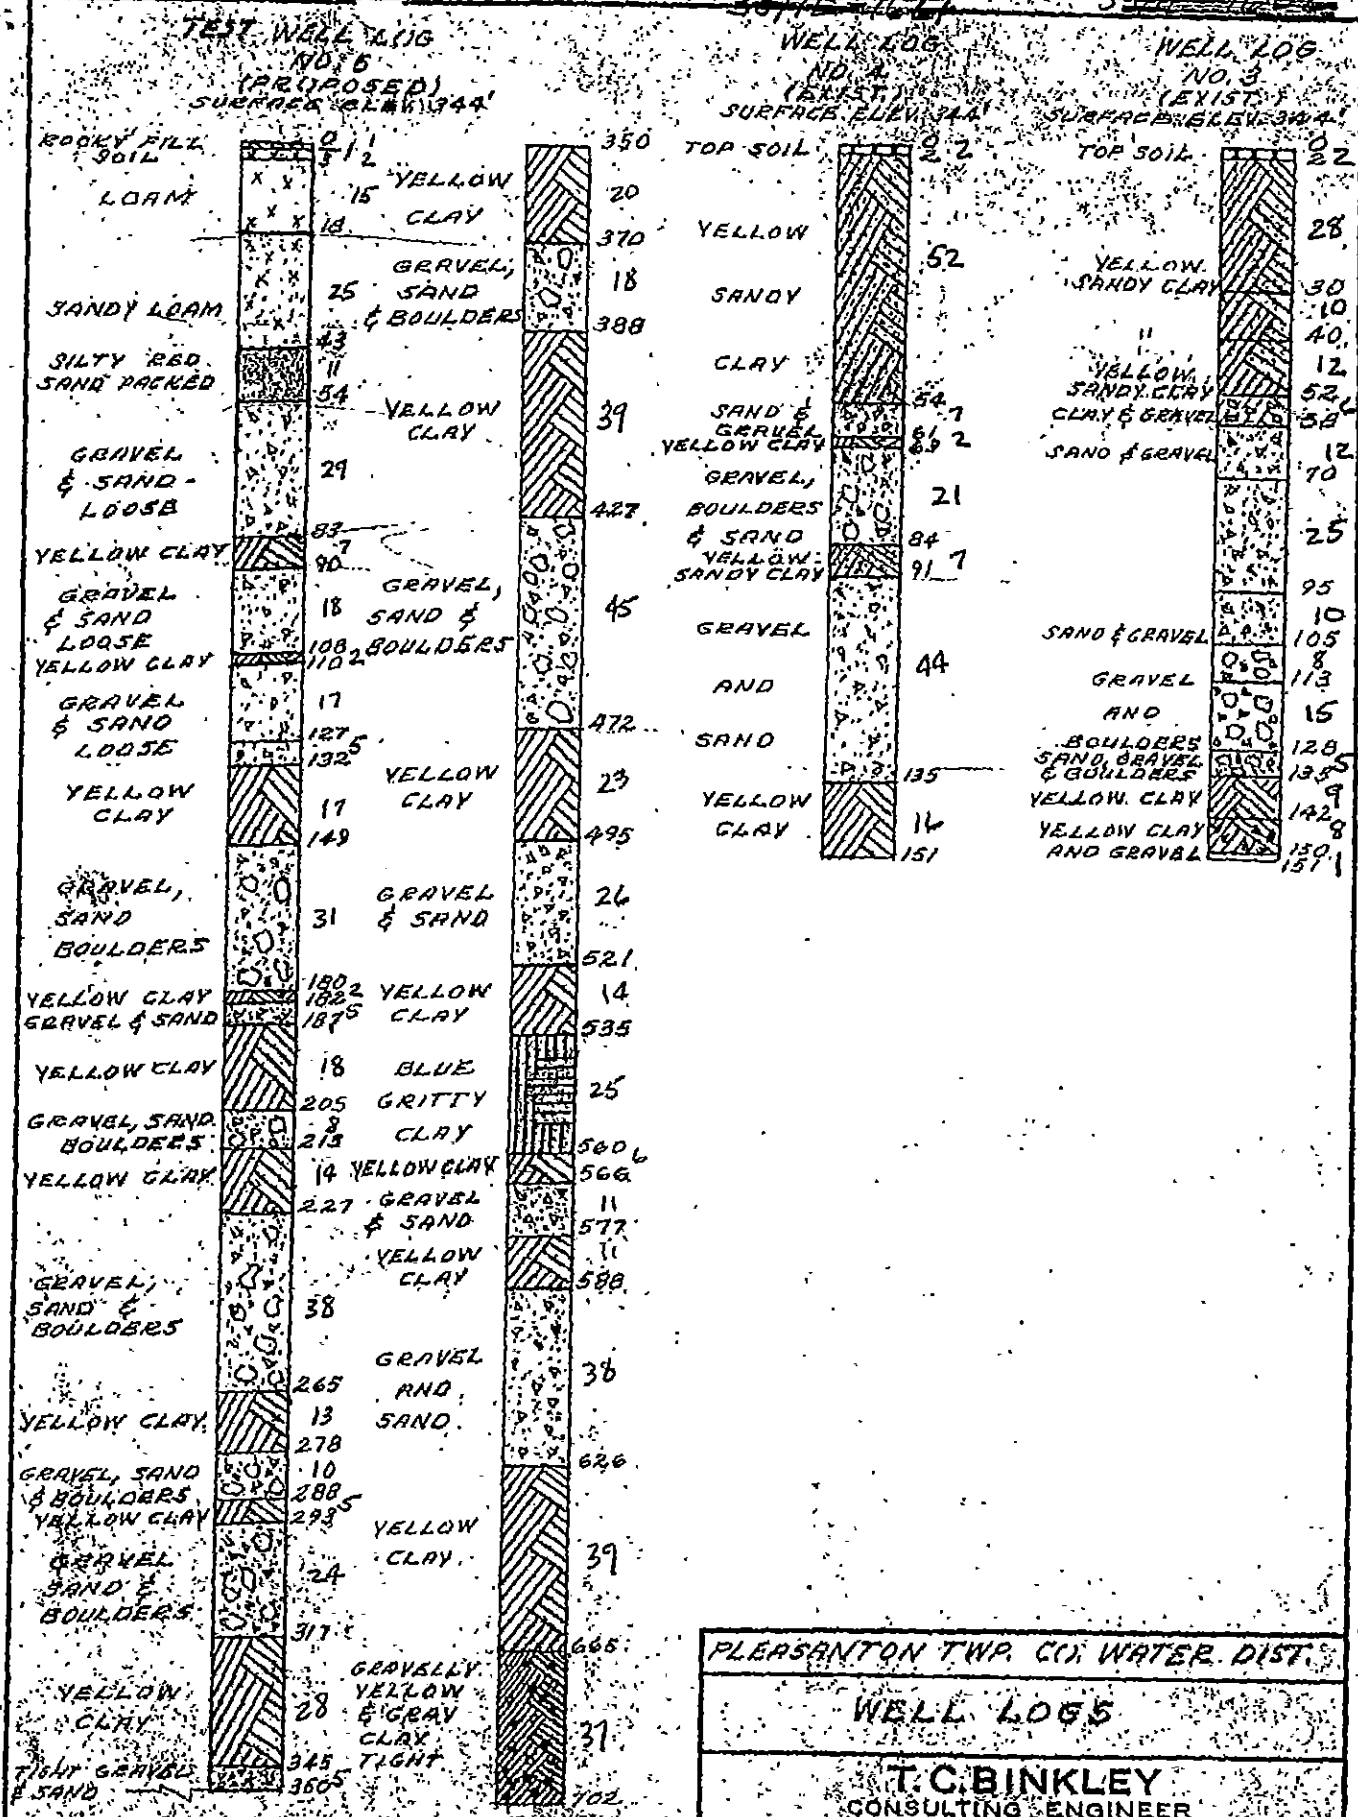 TEST WELL LOG
NO. 5
(PROPOSED)
SURFACE ELEV. 344'
ROCKY FILL
SOIL
LOAM
SANDY LOAM
SILTY RED
SAND PACKED
GRAVEL
& SAND -
LOOSE
YELLOW CLAY
GRAVEL
& SAND
LOOSE
YELLOW CLAY
GRAVEL
& SAND
LOOSE
YELLOW
CLAY
GRAVEL,
SAND
BOULDERS
YELLOW CLAY
GRAVEL & SAND
YELLOW CLAY
GRAVEL, SAND
BOULDERS
YELLOW CLAY
GRAVEL,
SAND &
BOULDERS
YELLOW CLAY
GRAVEL, SAND
& BOULDERS
YELLOW CLAY
GRAVEL
SAND &
BOULDERS
YELLOW
CLAY
TIGHT GRAVEL
& SAND
0
1
2
15
18
25
43
11
54
29
83
7
90
18
108
110 2
17
127
5
132
17
149
31
180
182 2
187 5
18
205
8
213
14
227
38
265
13
278
10
288
293 5
24
317
28
345
350 5
YELLOW
CLAY
GRAVEL,
SAND
& BOULDERS
YELLOW
CLAY
GRAVEL,
SAND &
BOULDERS
YELLOW
CLAY
GRAVEL
& SAND
YELLOW
CLAY
BLUE
GRITTY
CLAY
YELLOW CLAY
GRAVEL
& SAND
YELLOW
CLAY
GRAVEL
AND
SAND
YELLOW
CLAY
GRAVELLY
YELLOW
& GRAY
CLAY
TIGHT
350
20
370
18
388
39
427
45
472
23
495
26
521
14
535
25
560
6
566
11
577
11
588
38
626
39
665
37
702
WELL LOG
NO. 4
(EXIST.)
SURFACE ELEV. 344'
TOP SOIL
YELLOW
SANDY
CLAY
SAND &
GRAVEL
YELLOW CLAY
GRAVEL,
BOULDERS
& SAND
YELLOW
SANDY CLAY
GRAVEL
AND
SAND
YELLOW
CLAY
0
2 2
52
54
7
61
63 2
21
84
91 7
44
135
16
151
WELL LOG
NO. 3
(EXIST.)
SURFACE ELEV. 344'
TOP SOIL
YELLOW
SANDY CLAY
"
YELLOW
SANDY CLAY
CLAY & GRAVEL
SAND & GRAVEL
SAND & GRAVEL
GRAVEL
AND
BOULDERS
SAND, GRAVEL
& BOULDERS
YELLOW CLAY
YELLOW CLAY
AND GRAVEL
0
2 2
28
30
10
40
12
52
6
58
12
70
25
95
10
105
8
113
15
128
5
133
9
142
8
150
151 1
PLEASANTON TWP. CO. WATER DIST.
WELL LOGS
T.C. BINKLEY
CONSULTING ENGINEER